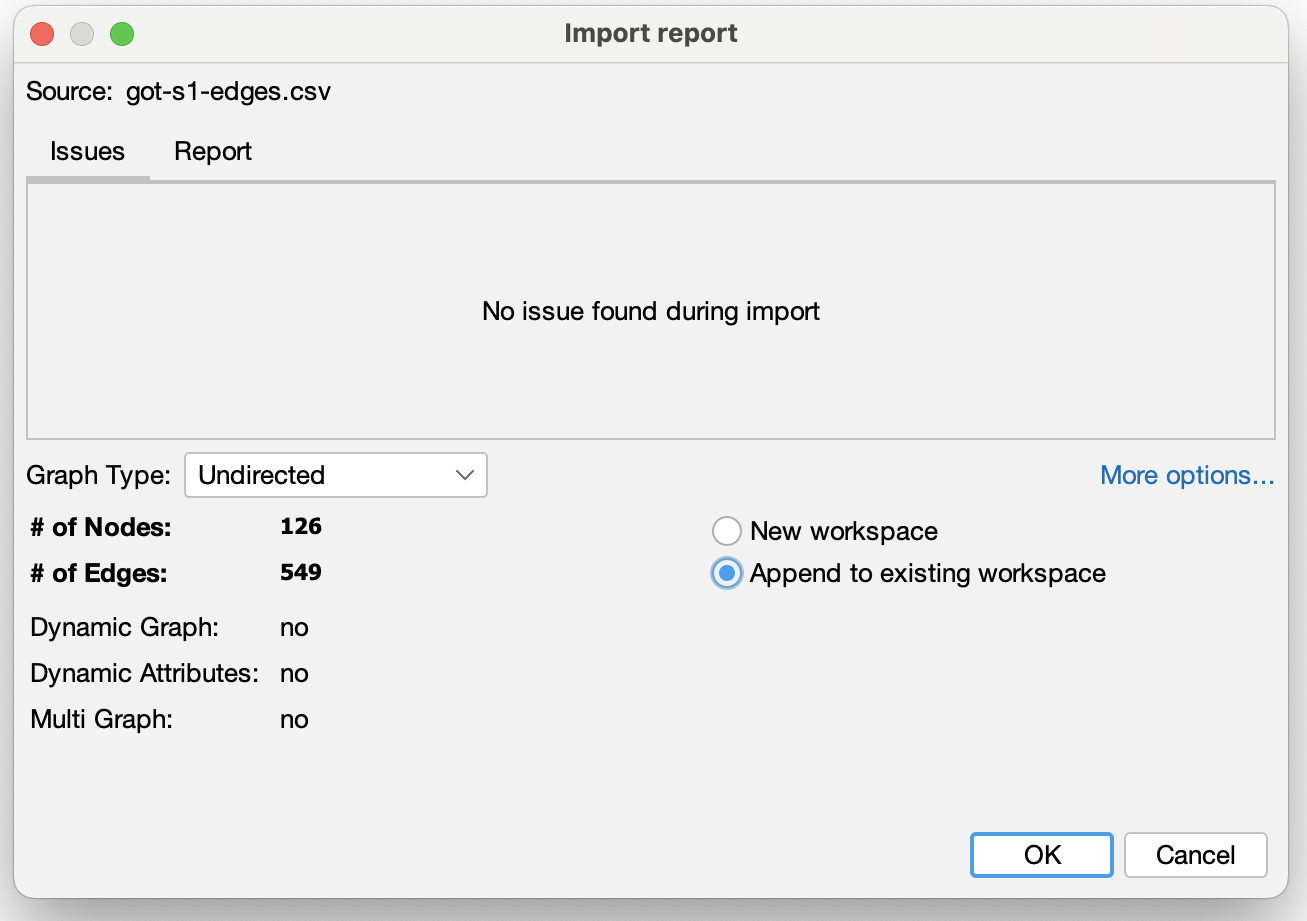 Import report
Source: got-s1-edges.csv
Issues Report
No issue found during import
Graph Type: Undirected More options...
# of Nodes: 126 New workspace
# of Edges: 549 Append to existing workspace
Dynamic Graph: no
Dynamic Attributes: no
Multi Graph: no
OK Cancel